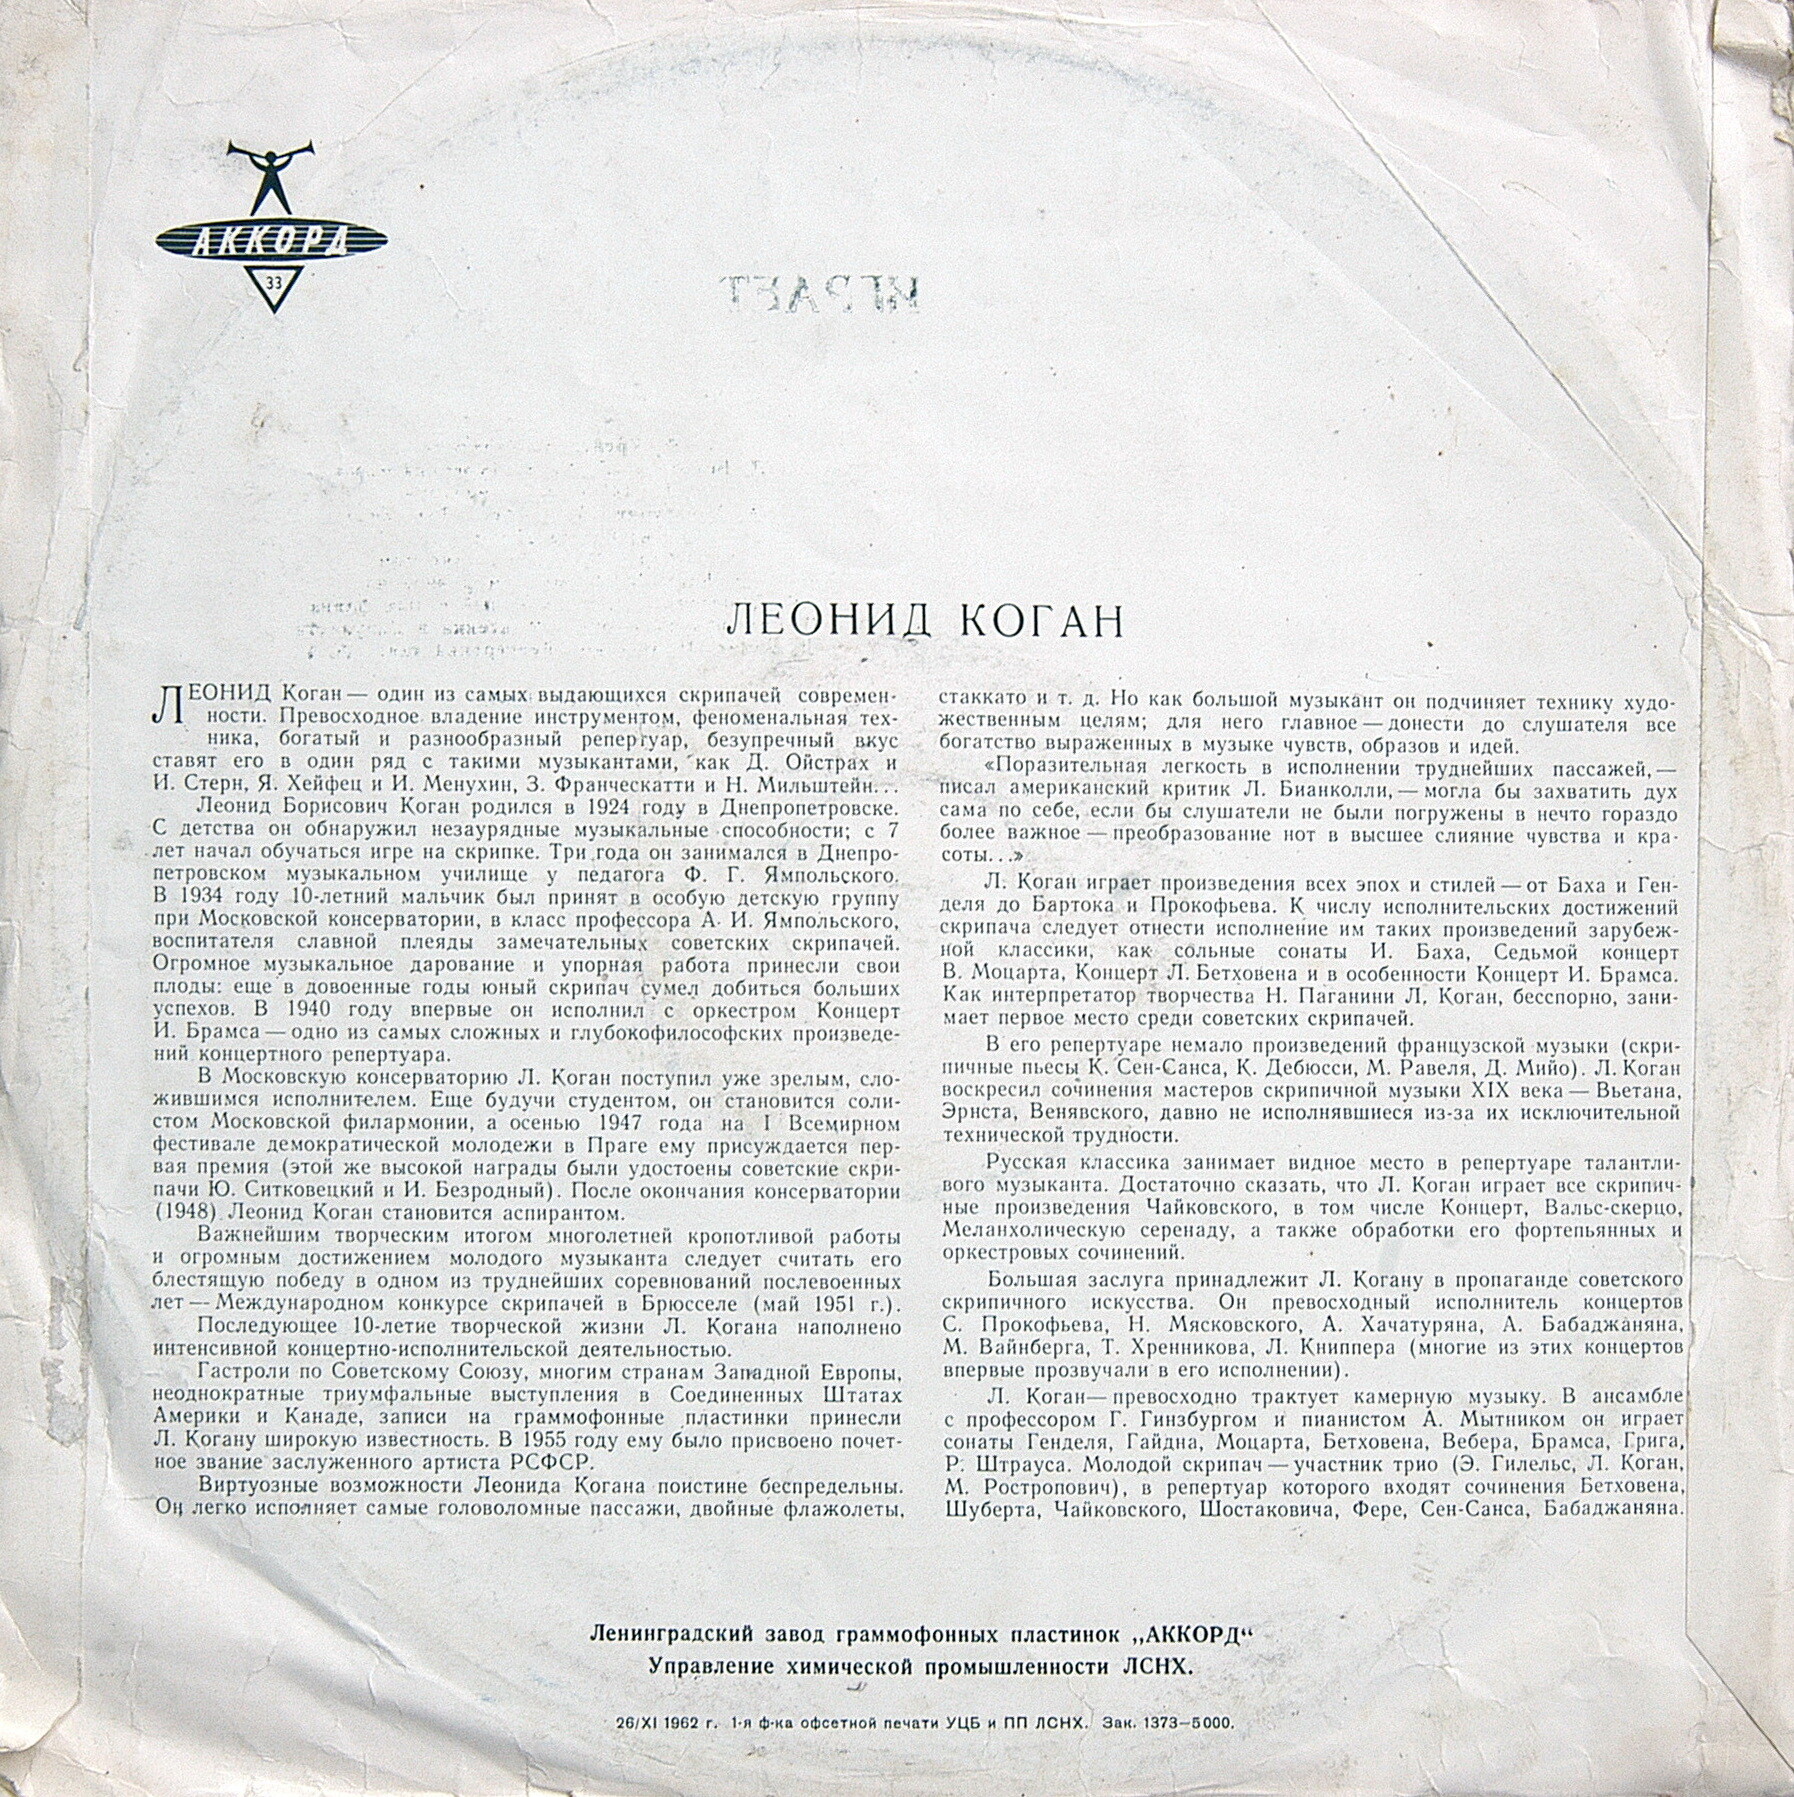 АККОРД
33
ИГРАЕТ
ЛЕОНИД КОГАН
ЛЕОНИД Коган — один из самых выдающихся скрипачей современ-
ности. Превосходное владение инструментом, феноменальная тех-
ника, богатый и разнообразный репертуар, безупречный вкус
ставят его в один ряд с такими музыкантами, как Д. Ойстрах и
И. Стерн, Я. Хейфец и И. Менухин, З. Франческатти и Н. Мильштейн...
Леонид Борисович Коган родился в 1924 году в Днепропетровске.
С детства он обнаружил незаурядные музыкальные способности; с 7
лет начал обучаться игре на скрипке. Три года он занимался в Днепро-
петровском музыкальном училище у педагога Ф. Г. Ямпольского.
В 1934 году 10-летний мальчик был принят в особую детскую группу
при Московской консерватории, в класс профессора А. И. Ямпольского,
воспитателя славной плеяды замечательных советских скрипачей.
Огромное музыкальное дарование и упорная работа принесли свои
плоды: еще в довоенные годы юный скрипач сумел добиться больших
успехов. В 1940 году впервые он исполнил с оркестром Концерт
И. Брамса — одно из самых сложных и глубокофилософских произведе-
ний концертного репертуара.
В Московскую консерваторию Л. Коган поступил уже зрелым, сло-
жившимся исполнителем. Еще будучи студентом, он становится соли-
стом Московской филармонии, а осенью 1947 года на I Всемирном
фестивале демократической молодежи в Праге ему присуждается пер-
вая премия (этой же высокой награды были удостоены советские скри-
пачи Ю. Ситковецкий и И. Безродный). После окончания консерватории
(1948) Леонид Коган становится аспирантом.
Важнейшим творческим итогом многолетней кропотливой работы
и огромным достижением молодого музыканта следует считать его
блестящую победу в одном из труднейших соревнований послевоенных
лет — Международном конкурсе скрипачей в Брюсселе (май 1951 г.).
Последующее 10-летие творческой жизни Л. Когана наполнено
интенсивной концертно-исполнительской деятельностью.
Гастроли по Советскому Союзу, многим странам Западной Европы,
неоднократные триумфальные выступления в Соединенных Штатах
Америки и Канаде, записи на граммофонные пластинки принесли
Л. Когану широкую известность. В 1955 году ему было присвоено почет-
ное звание заслуженного артиста РСФСР.
Виртуозные возможности Леонида Когана поистине беспредельны.
Он легко исполняет самые головоломные пассажи, двойные флажолеты,
стаккато и т. д. Но как большой музыкант он подчиняет технику худо-
жественным целям; для него главное — донести до слушателя все
богатство выраженных в музыке чувств, образов и идей.
«Поразительная легкость в исполнении труднейших пассажей, —
писал американский критик Л. Бианколли, — могла бы захватить дух
сама по себе, если бы слушатели не были погружены в нечто гораздо
более важное — преобразование нот в высшее слияние чувства и кра-
соты...»
Л. Коган играет произведения всех эпох и стилей — от Баха и Ген-
деля до Бартока и Прокофьева. К числу исполнительских достижений
скрипача следует отнести исполнение им таких произведений зарубеж-
ной классики, как сольные сонаты И. Баха, Седьмой концерт
В. Моцарта, Концерт Л. Бетховена и в особенности Концерт И. Брамса.
Как интерпретатор творчества Н. Паганини Л. Коган, бесспорно, зани-
мает первое место среди советских скрипачей.
В его репертуаре немало произведений французской музыки (скри-
пичные пьесы К. Сен-Санса, К. Дебюсси, М. Равеля, Д. Мийо). Л. Коган
воскресил сочинения мастеров скрипичной музыки XIX века — Вьетана,
Эрнста, Венявского, давно не исполнявшиеся из-за их исключительной
технической трудности.
Русская классика занимает видное место в репертуаре талантли-
вого музыканта. Достаточно сказать, что Л. Коган играет все скрипич-
ные произведения Чайковского, в том числе Концерт, Вальс-скерцо,
Меланхолическую серенаду, а также обработки его фортепьянных и
оркестровых сочинений.
Большая заслуга принадлежит Л. Когану в пропаганде советского
скрипичного искусства. Он превосходный исполнитель концертов
С. Прокофьева, Н. Мясковского, А. Хачатуряна, А. Бабаджаняна,
М. Вайнберга, Т. Хренникова, Л. Книппера (многие из этих концертов
впервые прозвучали в его исполнении).
Л. Коган — превосходно трактует камерную музыку. В ансамбле
с профессором Г. Гинзбургом и пианистом А. Мытником он играет
сонаты Генделя, Гайдна, Моцарта, Бетховена, Вебера, Брамса, Грига,
Р. Штрауса. Молодой скрипач — участник трио (Э. Гилельс, Л. Коган,
М. Ростропович), в репертуар которого входят сочинения Бетховена,
Шуберта, Чайковского, Шостаковича, Фере, Сен-Санса, Бабаджаняна.
Ленинградский завод граммофонных пластинок „АККОРД“
Управление химической промышленности ЛСНХ.
26/XI 1962 г. 1-я ф-ка офсетной печати УЦБ и ПП ЛСНХ. Зак. 1373—5000.